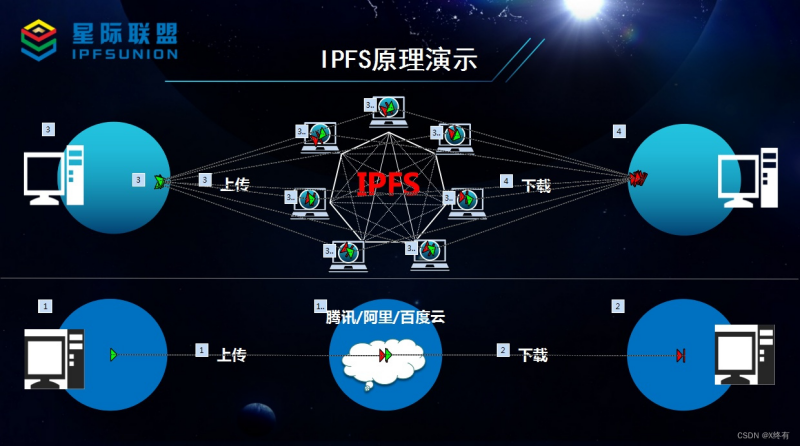 星际联盟
IPFSUNION
IPFS原理演示
3
3..
3..
3..
4
3
3
上传
IPFS
4
下载
3..
3..
3..
3..
1
1..
腾讯/阿里/百度云
2
1
上传
2
下载
CSDN @X终有